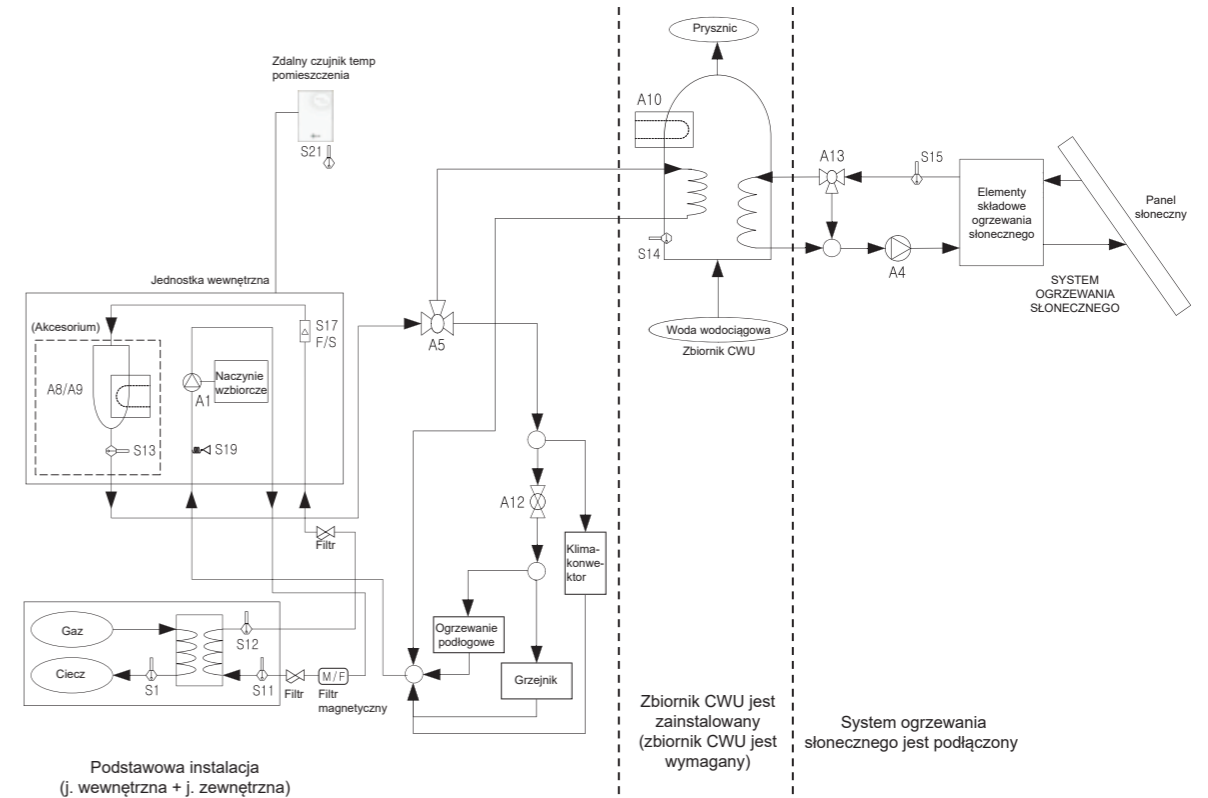 Prysznic
Zdalny czujnik temp
pomieszczenia
S21
A10
A13
S15
Elementy
składowe
ogrzewania
słonecznego
Panel
słoneczny
S14
A4
SYSTEM
OGRZEWANIA
SŁONECZNEGO
Jednostka wewnętrzna
Woda wodociągowa
Zbiornik CWU
(Akcesorium)
S17
F/S
A5
A8/A9
A1
Naczynie
wzbiorcze
S13
S19
A12
Filtr
Klima-
konwe-
ktor
Gaz
S12
Ogrzewanie
podłogowe
Ciecz
S1
S11
Filtr
M/F
Filtr
magnetyczny
Grzejnik
Zbiornik CWU jest
zainstalowany
(zbiornik CWU jest
wymagany)
System ogrzewania
słonecznego jest podłączony
Podstawowa instalacja
(j. wewnętrzna + j. zewnętrzna)